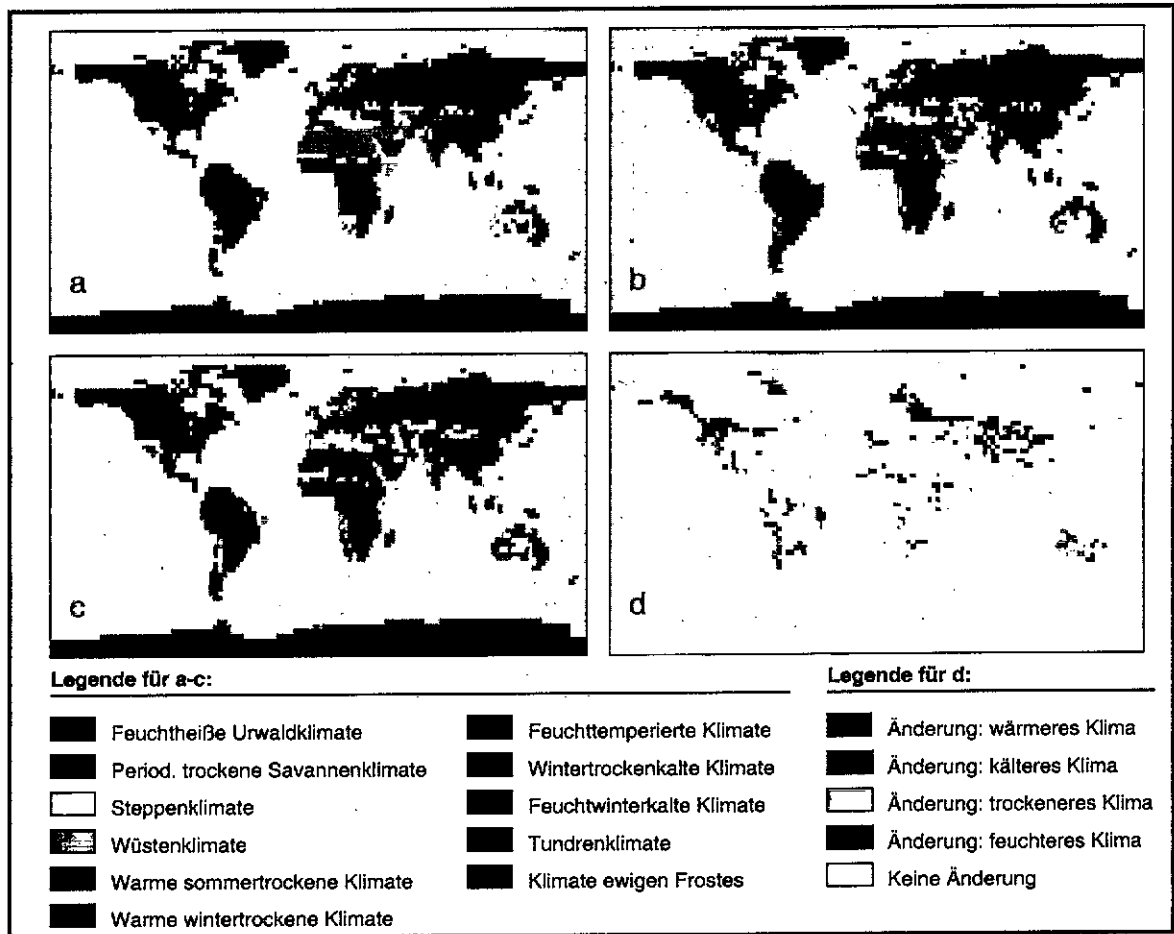 a
b
c
d
Legende für a-c:
Feuchtheiße Urwaldklimate
Period. trockene Savannenklimate
Steppenklimate
Wüstenklimate
Warme sommertrockene Klimate
Warme wintertrockene Klimate
Feuchttemperierte Klimate
Wintertrockenkalte Klimate
Feuchtwinterkalte Klimate
Tundrenklimate
Klimate ewigen Frostes
Legende für d:
Änderung: wärmeres Klima
Änderung: kälteres Klima
Änderung: trockeneres Klima
Änderung: feuchteres Klima
Keine Änderung